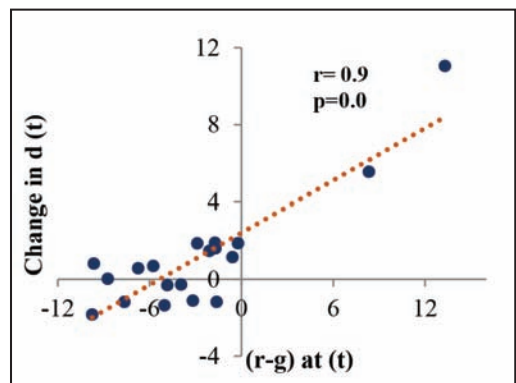 12
r= 0.9
p=0.0
8
Change in d (t)
4
0
-12 -6 0 6 12
-4
(r-g) at (t)